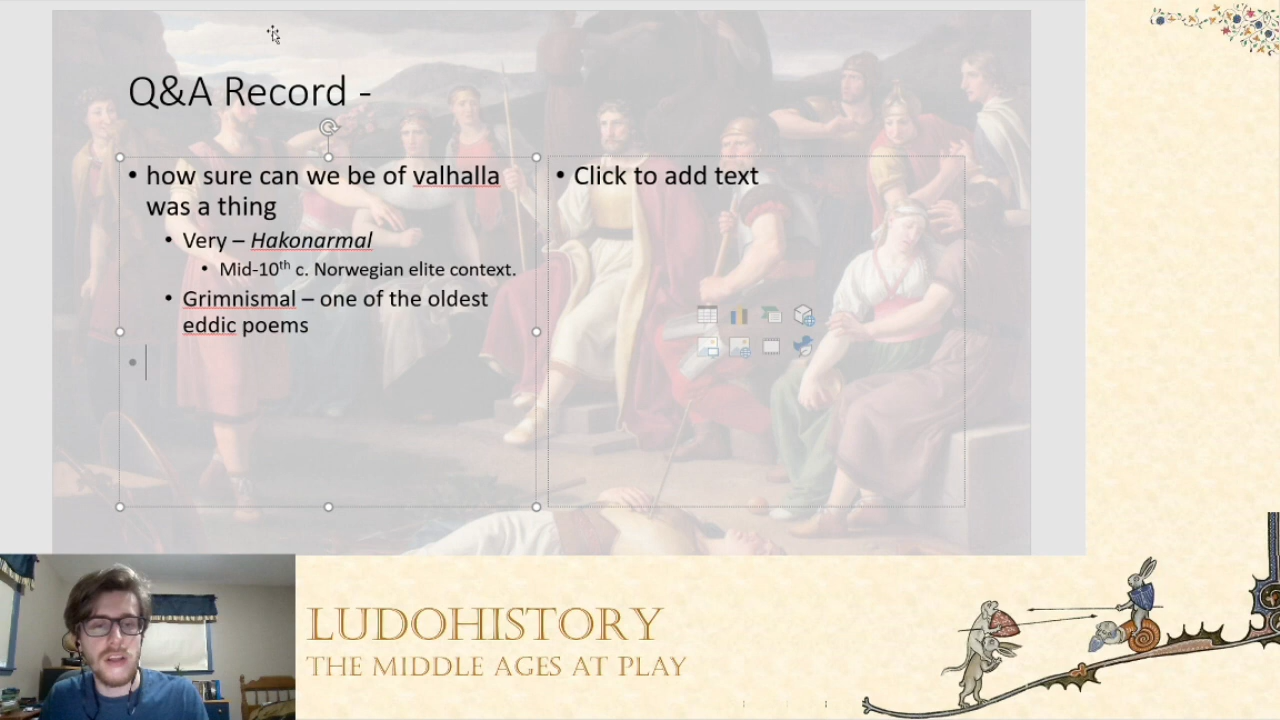 Q&A Record -
• how sure can we be of valhalla
was a thing
• Very – Hakonarmal
• Mid-10th c. Norwegian elite context.
• Grimnismal – one of the oldest
eddic poems
• Click to add text
LUDOHISTORY
THE MIDDLE AGES AT PLAY